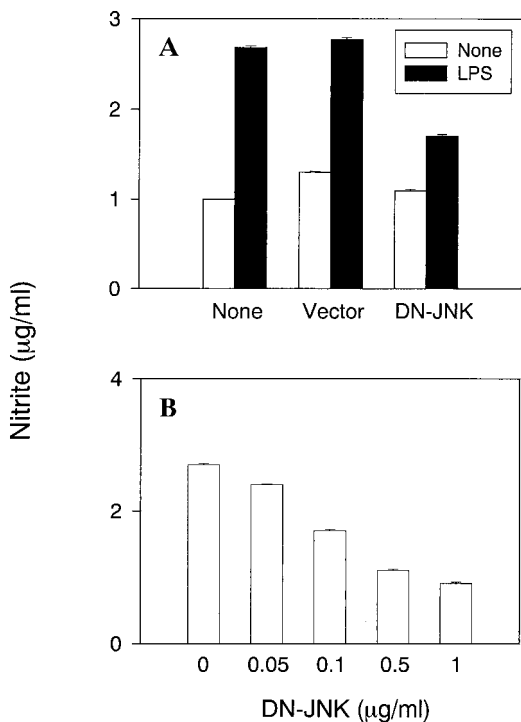 3
A
None
LPS
2
1
0
None Vector DN-JNK
Nitrite (µg/ml)
4
B
2
0
0 0.05 0.1 0.5 1
DN-JNK (µg/ml)